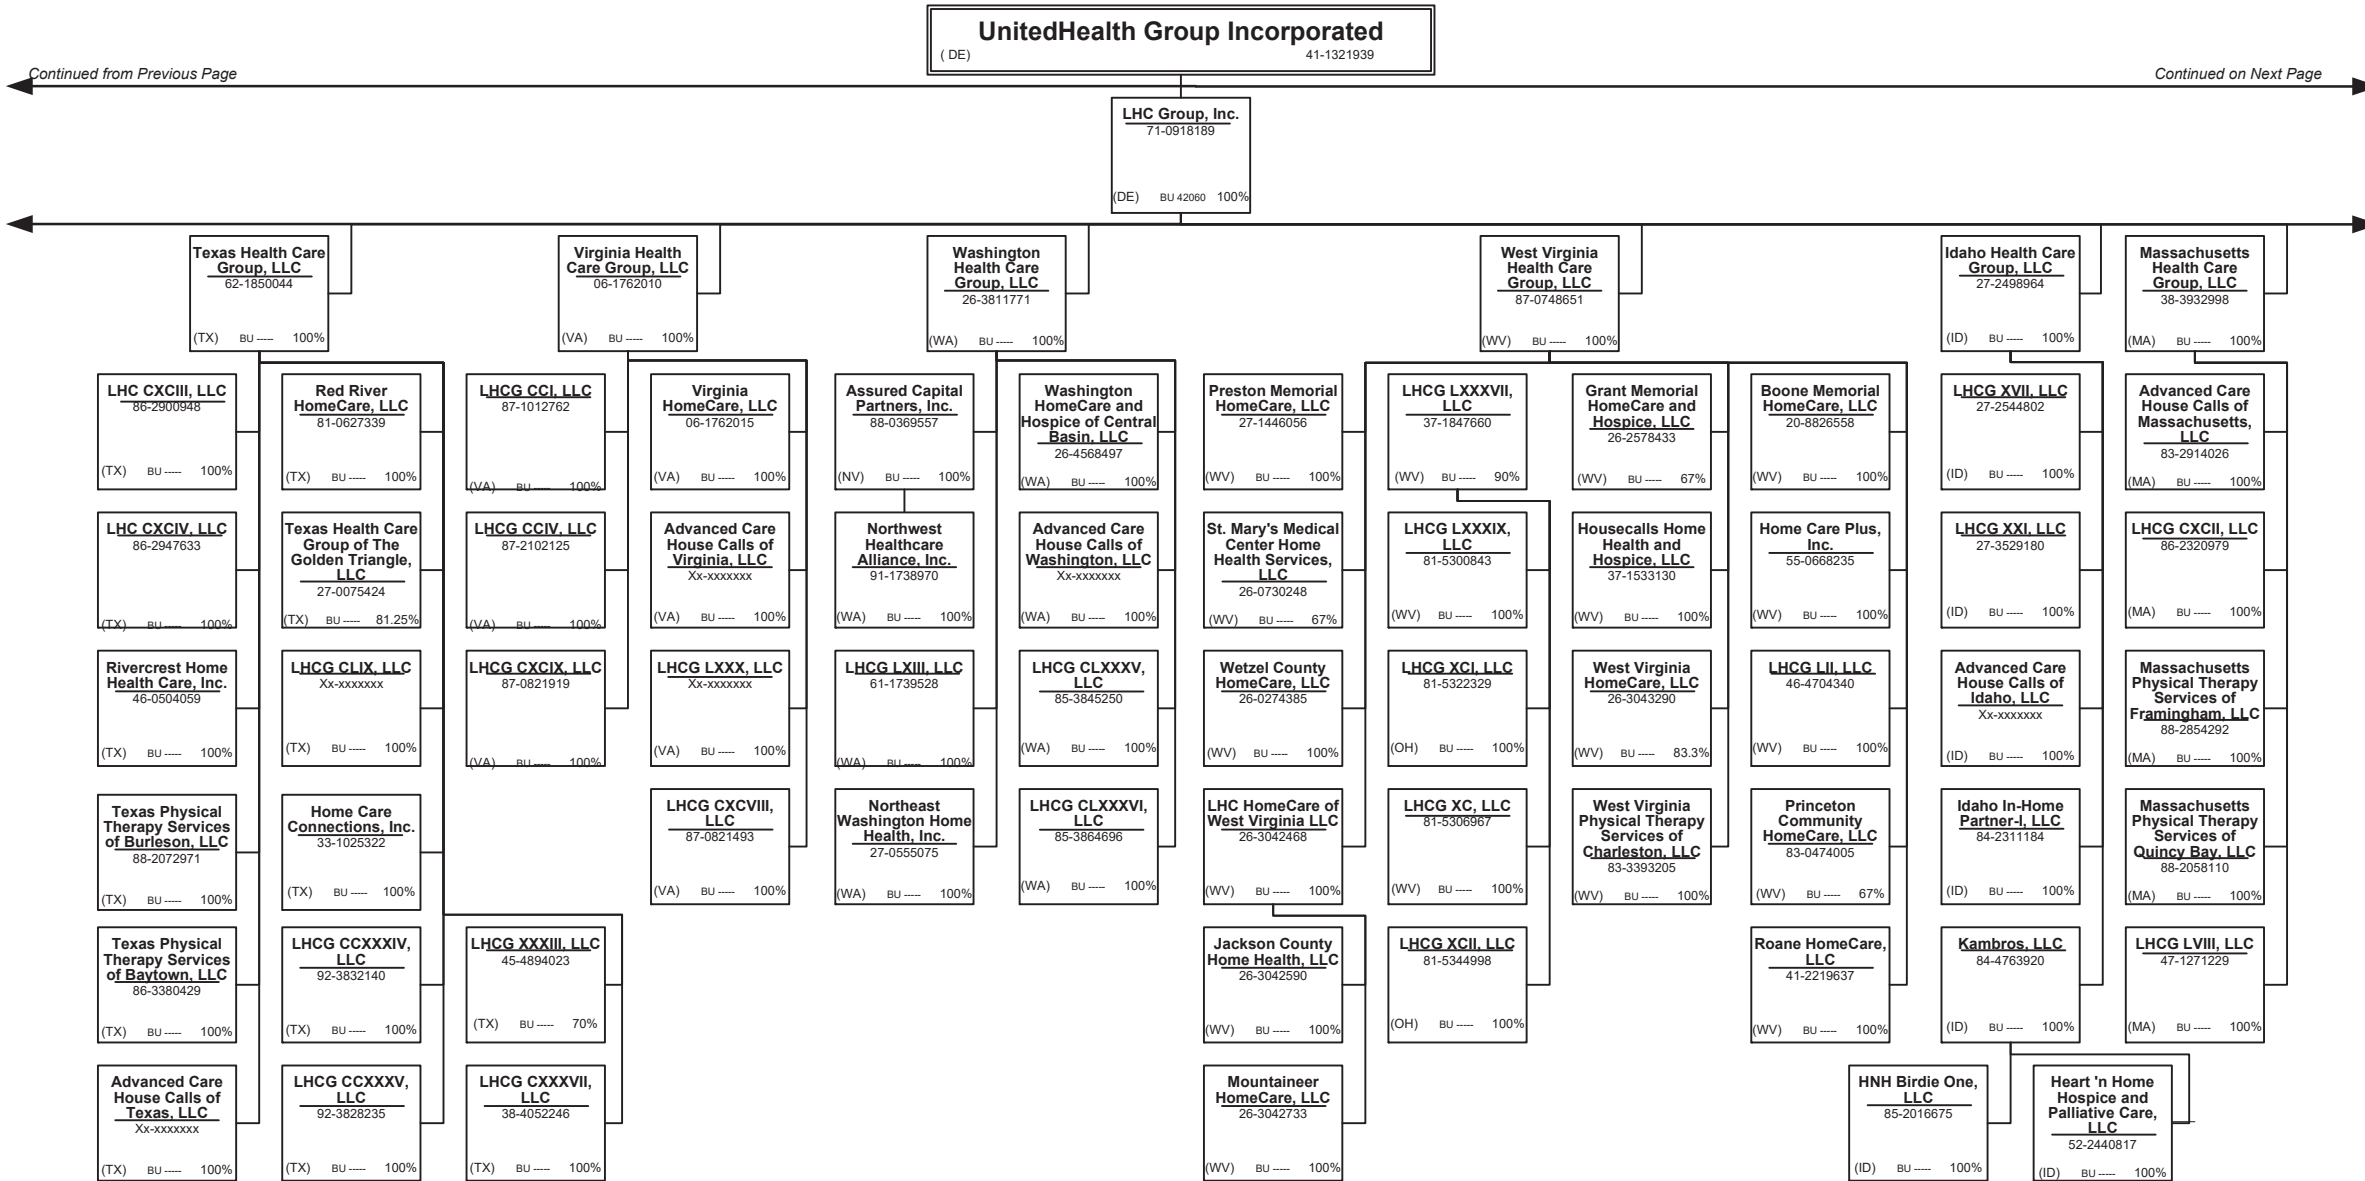 UnitedHealth Group Incorporated
( DE) 41-1321939
Continued from Previous Page
Continued on Next Page
LHC Group, Inc.
71-0918189
(DE) BU 42060 100%
Texas Health Care
Group, LLC
62-1850044
(TX) BU ----- 100%
Virginia Health
Care Group, LLC
06-1762010
(VA) BU ----- 100%
Washington
Health Care
Group, LLC
26-3811771
(WA) BU ----- 100%
West Virginia
Health Care
Group, LLC
87-0748651
(WV) BU ----- 100%
Idaho Health Care
Group, LLC
27-2498964
(ID) BU ----- 100%
Massachusetts
Health Care
Group, LLC
38-3932998
(MA) BU ----- 100%
LHC CXCIII, LLC
86-2900948
(TX) BU ----- 100%
Red River
HomeCare, LLC
81-0627339
(TX) BU ----- 100%
LHCG CCI, LLC
87-1012762
(VA) BU ----- 100%
Virginia
HomeCare, LLC
06-1762015
(VA) BU ----- 100%
Assured Capital
Partners, Inc.
88-0369557
(NV) BU ----- 100%
Washington
HomeCare and
Hospice of Central
Basin, LLC
26-4568497
(WA) BU ----- 100%
Preston Memorial
HomeCare, LLC
27-1446056
(WV) BU ----- 100%
LHCG LXXXVII,
LLC
37-1847660
(WV) BU ----- 90%
Grant Memorial
HomeCare and
Hospice, LLC
26-2578433
(WV) BU ----- 67%
Boone Memorial
HomeCare, LLC
20-8826558
(WV) BU ----- 100%
LHCG XVII, LLC
27-2544802
(ID) BU ----- 100%
Advanced Care
House Calls of
Massachusetts,
LLC
83-2914026
(MA) BU ----- 100%
LHC CXCIV, LLC
86-2947633
(TX) BU ----- 100%
Texas Health Care
Group of The
Golden Triangle,
LLC
27-0075424
(TX) BU ----- 81.25%
LHCG CCIV, LLC
87-2102125
(VA) BU ----- 100%
Advanced Care
House Calls of
Virginia, LLC
Xx-xxxxxxx
(VA) BU ----- 100%
Northwest
Healthcare
Alliance, Inc.
91-1738970
(WA) BU ----- 100%
Advanced Care
House Calls of
Washington, LLC
Xx-xxxxxxx
(WA) BU ----- 100%
St. Mary's Medical
Center Home
Health Services,
LLC
26-0730248
(WV) BU ----- 67%
LHCG LXXXIX,
LLC
81-5300843
(WV) BU ----- 100%
Housecalls Home
Health and
Hospice, LLC
37-1533130
(WV) BU ----- 100%
Home Care Plus,
Inc.
55-0668235
(WV) BU ----- 100%
LHCG XXI, LLC
27-3529180
(ID) BU ----- 100%
LHCG CXCII, LLC
86-2320979
(MA) BU ----- 100%
Rivercrest Home
Health Care, Inc.
46-0504059
(TX) BU ----- 100%
LHCG CLIX, LLC
Xx-xxxxxxx
(TX) BU ----- 100%
LHCG CXCIX, LLC
87-0821919
(VA) BU ----- 100%
LHCG LXXX, LLC
Xx-xxxxxxx
(VA) BU ----- 100%
LHCG LXIII, LLC
61-1739528
(WA) BU ----- 100%
LHCG CLXXXV,
LLC
85-3845250
(WA) BU ----- 100%
Wetzel County
HomeCare, LLC
26-0274385
(WV) BU ----- 100%
LHCG XCI, LLC
81-5322329
(OH) BU ----- 100%
West Virginia
HomeCare, LLC
26-3043290
(WV) BU ----- 83.3%
LHCG LII, LLC
46-4704340
(WV) BU ----- 100%
Advanced Care
House Calls of
Idaho, LLC
Xx-xxxxxxx
(ID) BU ----- 100%
Massachusetts
Physical Therapy
Services of
Framingham, LLC
88-2854292
(MA) BU ----- 100%
Texas Physical
Therapy Services
of Burleson, LLC
88-2072971
(TX) BU ----- 100%
Home Care
Connections, Inc.
33-1025322
(TX) BU ----- 100%
LHCG CXCVIII,
LLC
87-0821493
(VA) BU ----- 100%
Northeast
Washington Home
Health, Inc.
27-0555075
(WA) BU ----- 100%
LHCG CLXXXVI,
LLC
85-3864696
(WA) BU ----- 100%
LHC HomeCare of
West Virginia LLC
26-3042468
(WV) BU ----- 100%
LHCG XC, LLC
81-5306967
(WV) BU ----- 100%
West Virginia
Physical Therapy
Services of
Charleston, LLC
83-3393205
(WV) BU ----- 100%
Princeton
Community
HomeCare, LLC
83-0474005
(WV) BU ----- 67%
Idaho In-Home
Partner-I, LLC
84-2311184
(ID) BU ----- 100%
Massachusetts
Physical Therapy
Services of
Quincy Bay, LLC
88-2058110
(MA) BU ----- 100%
Texas Physical
Therapy Services
of Baytown, LLC
86-3380429
(TX) BU ----- 100%
LHCG CCXXXIV,
LLC
92-3832140
(TX) BU ----- 100%
LHCG XXXIII, LLC
45-4894023
(TX) BU ----- 70%
Jackson County
Home Health, LLC
26-3042590
(WV) BU ----- 100%
LHCG XCII, LLC
81-5344998
(OH) BU ----- 100%
Roane HomeCare,
LLC
41-2219637
(WV) BU ----- 100%
Kambros, LLC
84-4763920
(ID) BU ----- 100%
LHCG LVIII, LLC
47-1271229
(MA) BU ----- 100%
Advanced Care
House Calls of
Texas, LLC
Xx-xxxxxxx
(TX) BU ----- 100%
LHCG CCXXXV,
LLC
92-3828235
(TX) BU ----- 100%
LHCG CXXXVII,
LLC
38-4052246
(TX) BU ----- 100%
Mountaineer
HomeCare, LLC
26-3042733
(WV) BU ----- 100%
HNH Birdie One,
LLC
85-2016675
(ID) BU ----- 100%
Heart 'n Home
Hospice and
Palliative Care,
LLC
52-2440817
(ID) BU ----- 100%